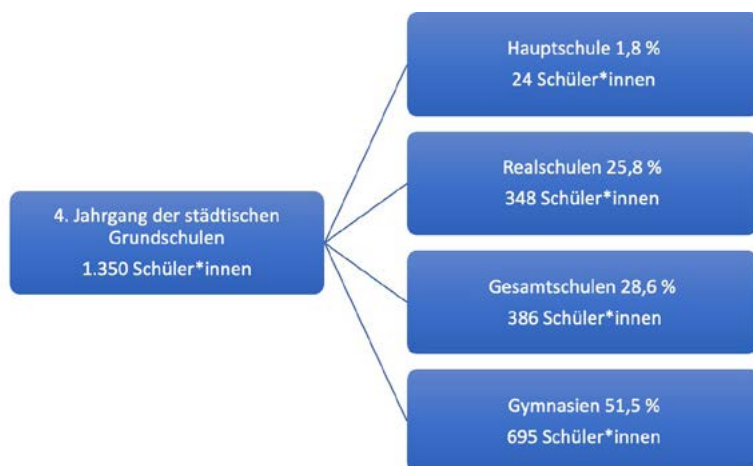 4. Jahrgang der städtischen
Grundschulen
1.350 Schüler*innen
Hauptschule 1,8 %
24 Schüler*innen
Realschulen 25,8 %
348 Schüler*innen
Gesamtschulen 28,6 %
386 Schüler*innen
Gymnasien 51,5 %
695 Schüler*innen